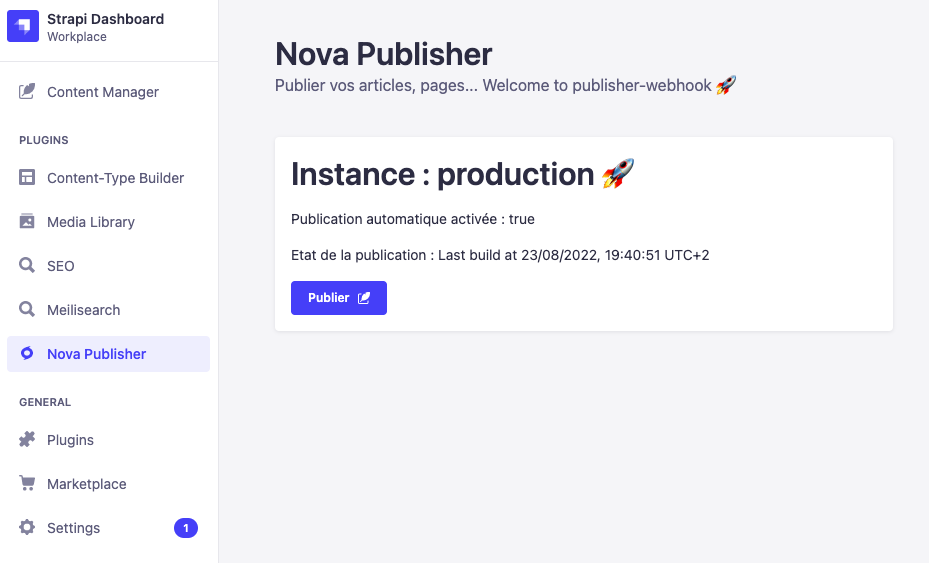 Strapi Dashboard
Workplace
Content Manager
PLUGINS
Content-Type Builder
Media Library
SEO
Meilisearch
Nova Publisher
GENERAL
Plugins
Marketplace
Settings
1
Nova Publisher
Publier vos articles, pages... Welcome to publisher-webhook 🚀
Instance : production 🚀
Publication automatique activée : true
Etat de la publication : Last build at 23/08/2022, 19:40:51 UTC+2
Publier